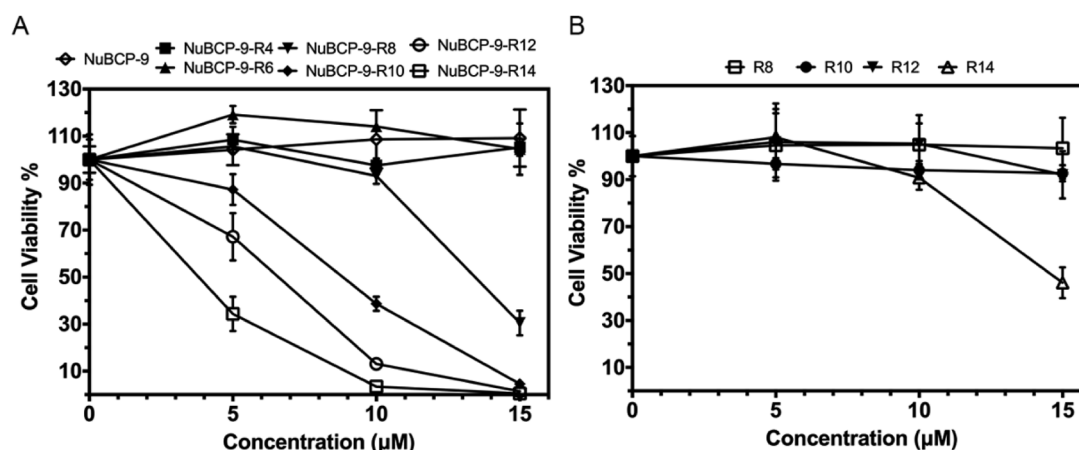 A
NuBCP-9 NuBCP-9-R4 NuBCP-9-R8 NuBCP-9-R12
NuBCP-9-R6 NuBCP-9-R10 NuBCP-9-R14
Cell Viability %
130
110
90
70
50
30
10
0 5 10 15
Concentration (µM)
B
R8 R10 R12 R14
Cell Viability %
130
110
90
70
50
30
10
0 5 10 15
Concentration (µM)